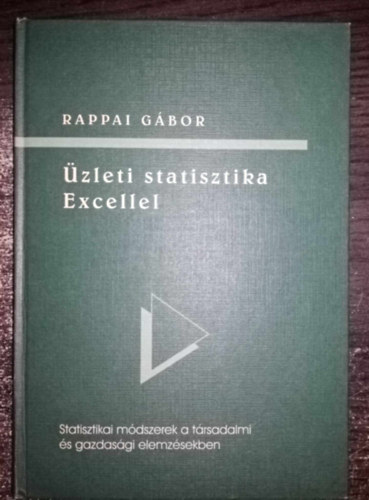 RAPPAI GÁBOR
Üzleti statisztika
Excellel
Statisztikai módszerek a társadalmi
és gazdasági elemzésekben